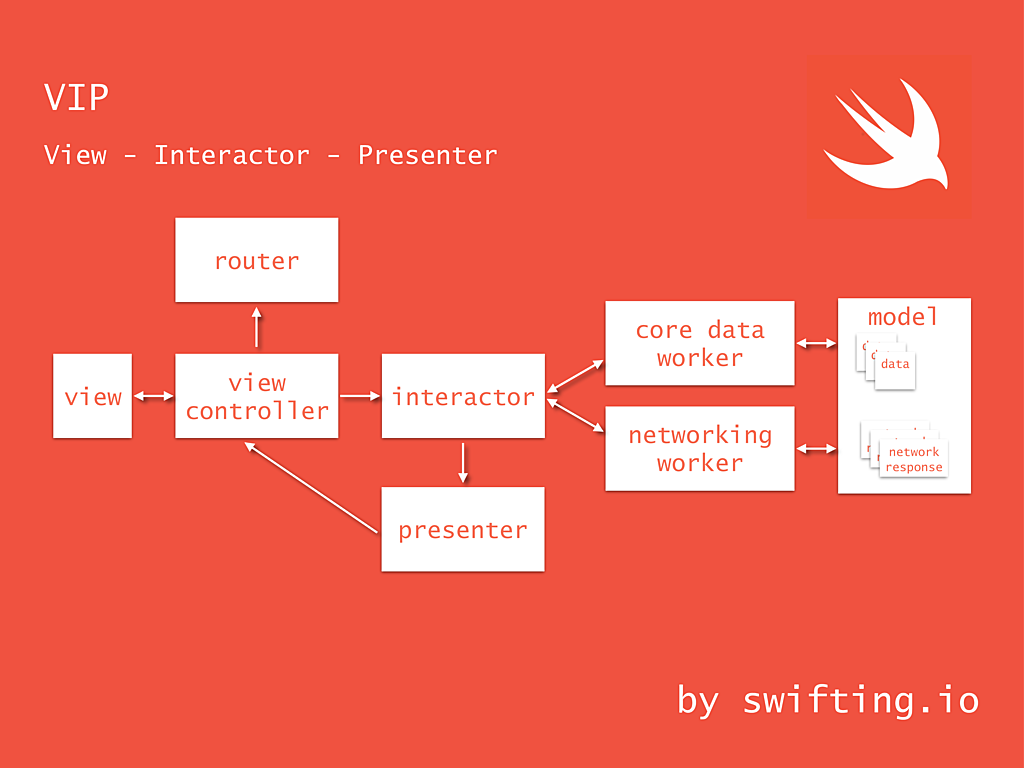 VIP
View - Interactor - Presenter
router
view
view
controller
interactor
presenter
core data
worker
networking
worker
model
data
network
response
by swifting.io